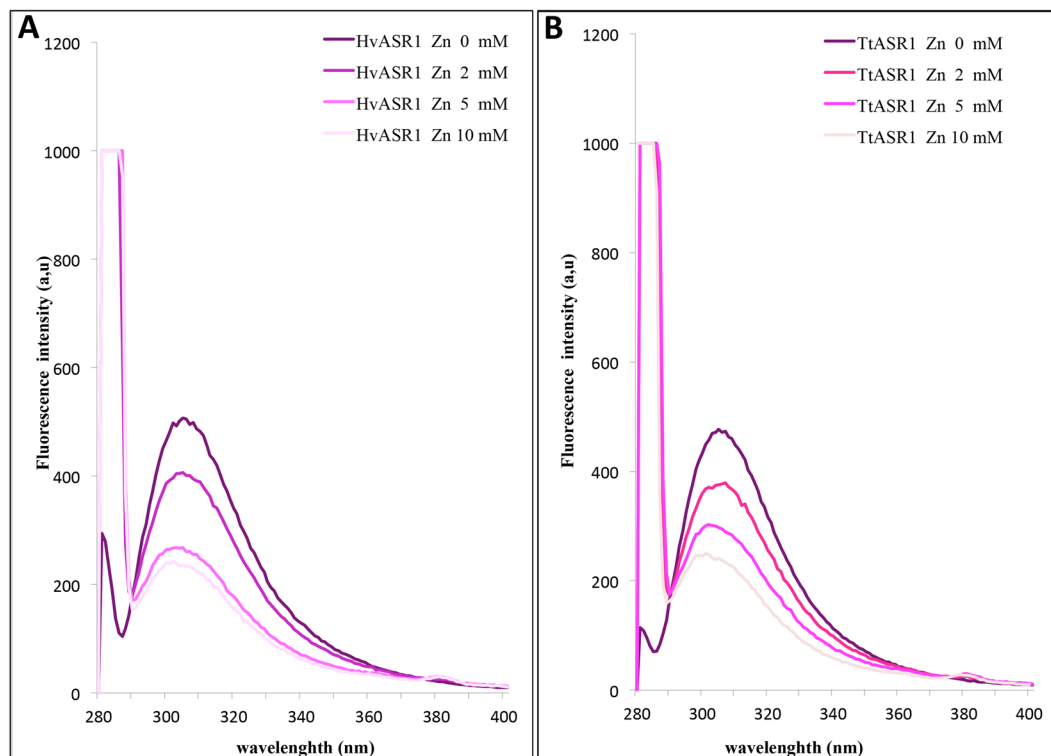 A
1200
1000
800
600
400
200
0
280
300
320
340
360
380
400
Fluorescence intensity (a,u)
wavelenghth (nm)
HvASR1 Zn 0 mM
HvASR1 Zn 2 mM
HvASR1 Zn 5 mM
HvASR1 Zn 10 mM
B
1200
1000
800
600
400
200
0
280
300
320
340
360
380
400
Fluorescence intensity (a,u)
wavelenghth (nm)
TtASR1 Zn 0 mM
TtASR1 Zn 2 mM
TtASR1 Zn 5 mM
TtASR1 Zn 10 mM